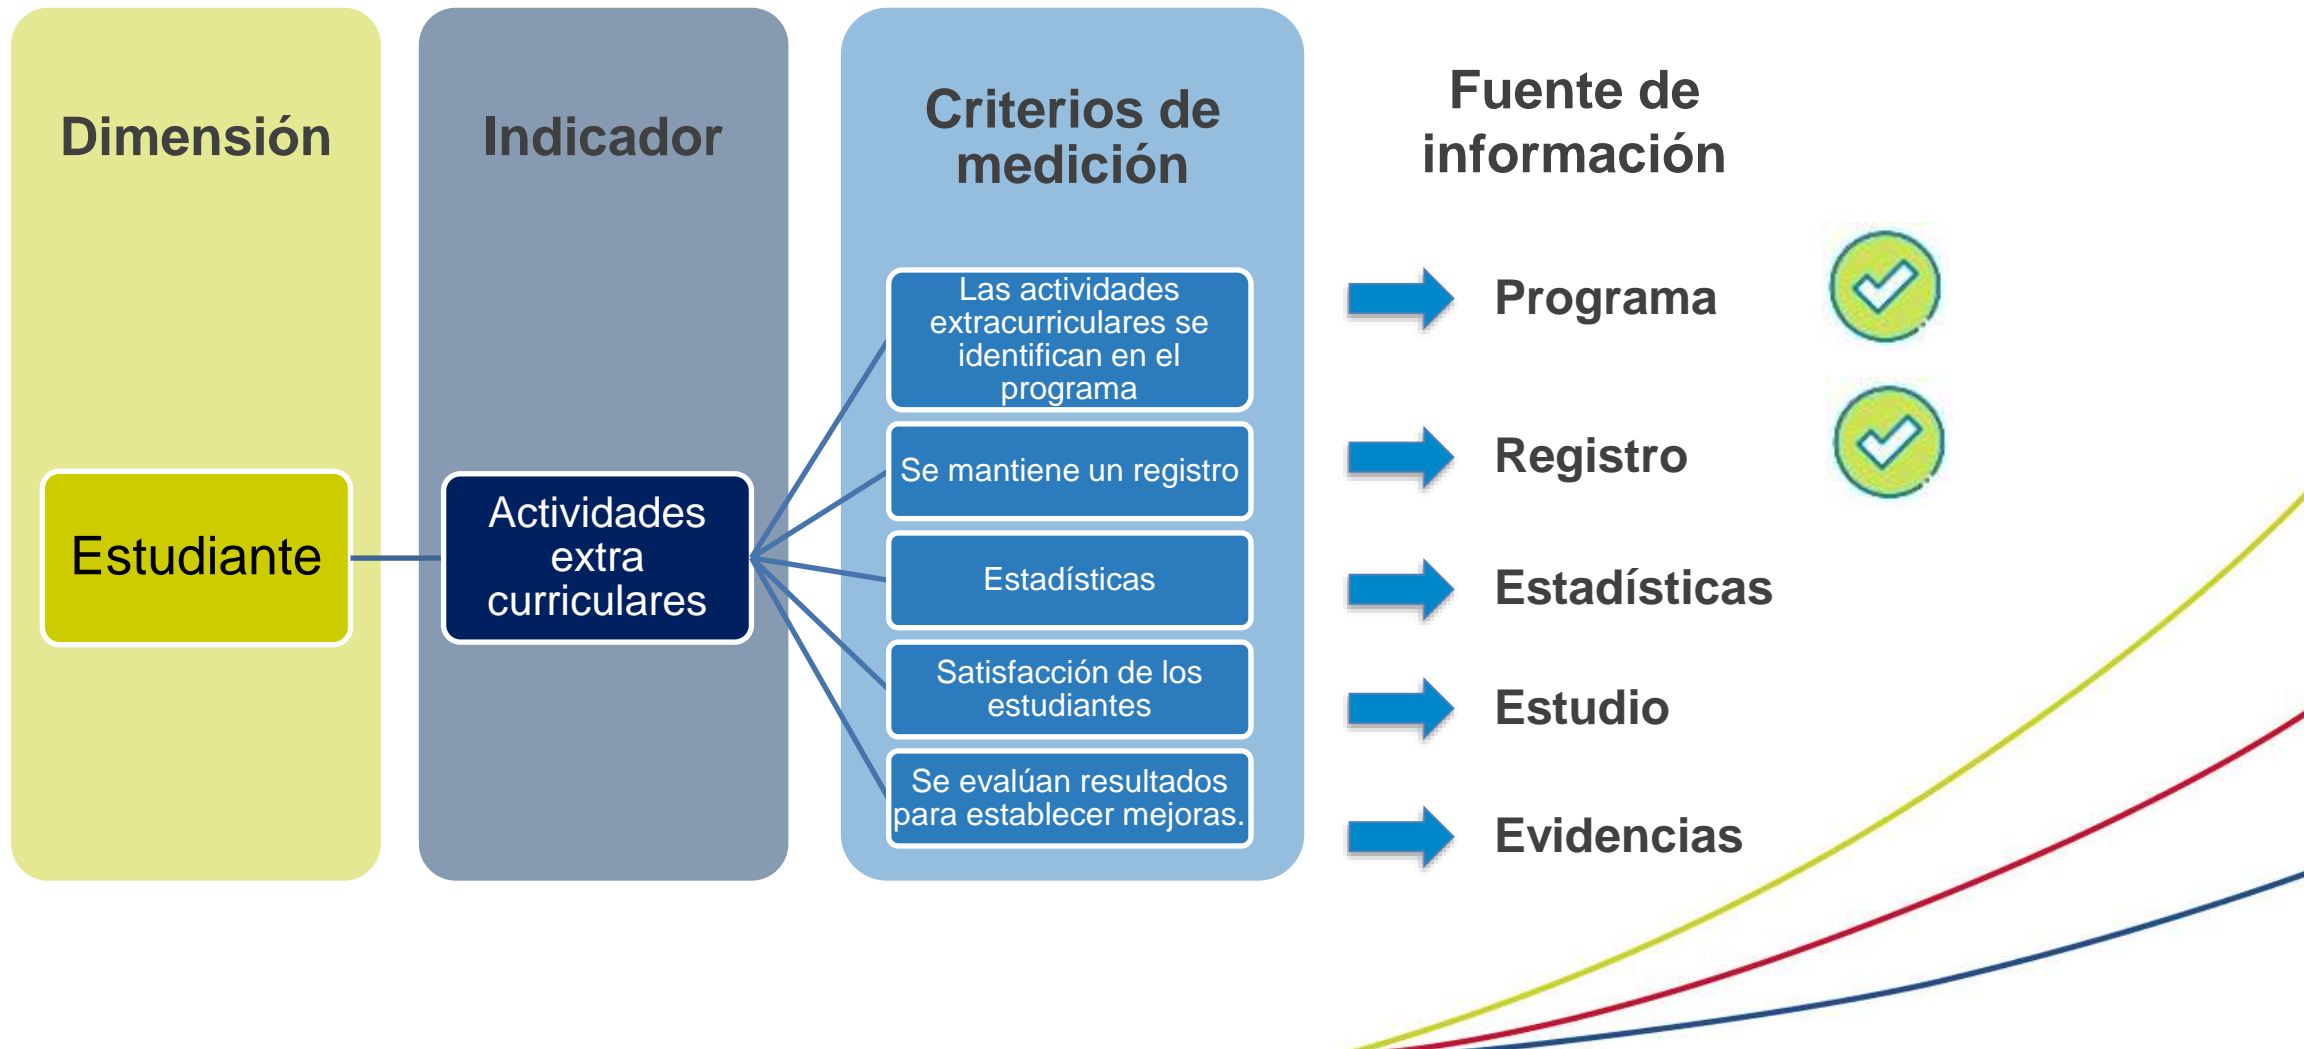 Dimensión
Indicador
Criterios de
medición
Fuente de
información
Estudiante
Actividades
extra
curriculares
Las actividades
extracurriculares se
identifican en el
programa
Programa
Se mantiene un registro
Registro
Estadísticas
Estadísticas
Satisfacción de los
estudiantes
Estudio
Se evalúan resultados
para establecer mejoras.
Evidencias